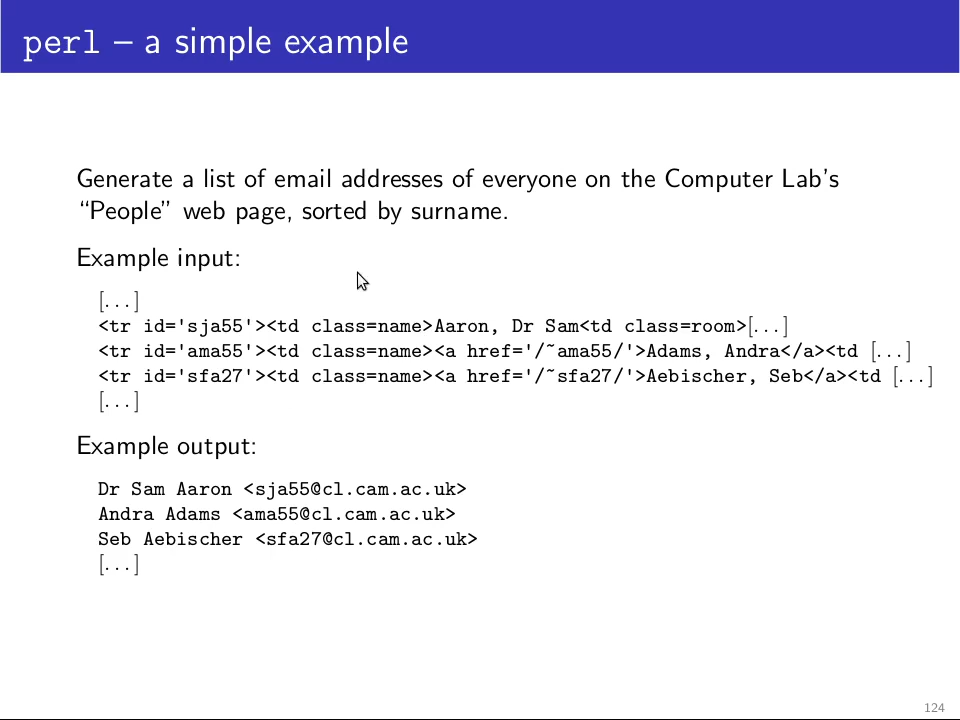 perl – a simple example
Generate a list of email addresses of everyone on the Computer Lab's
“People” web page, sorted by surname.
Example input:
[...]
<tr id='sja55'><td class=name>Aaron, Dr Sam<td class=room>[...]
<tr id='ama55'><td class=name><a href='/~ama55/'>Adams, Andra</a><td [...]
<tr id='sfa27'><td class=name><a href='/~sfa27/'>Aebischer, Seb</a><td [...]
[...]
Example output:
Dr Sam Aaron <sja55@cl.cam.ac.uk>
Andra Adams <ama55@cl.cam.ac.uk>
Seb Aebischer <sfa27@cl.cam.ac.uk>
[...]
124